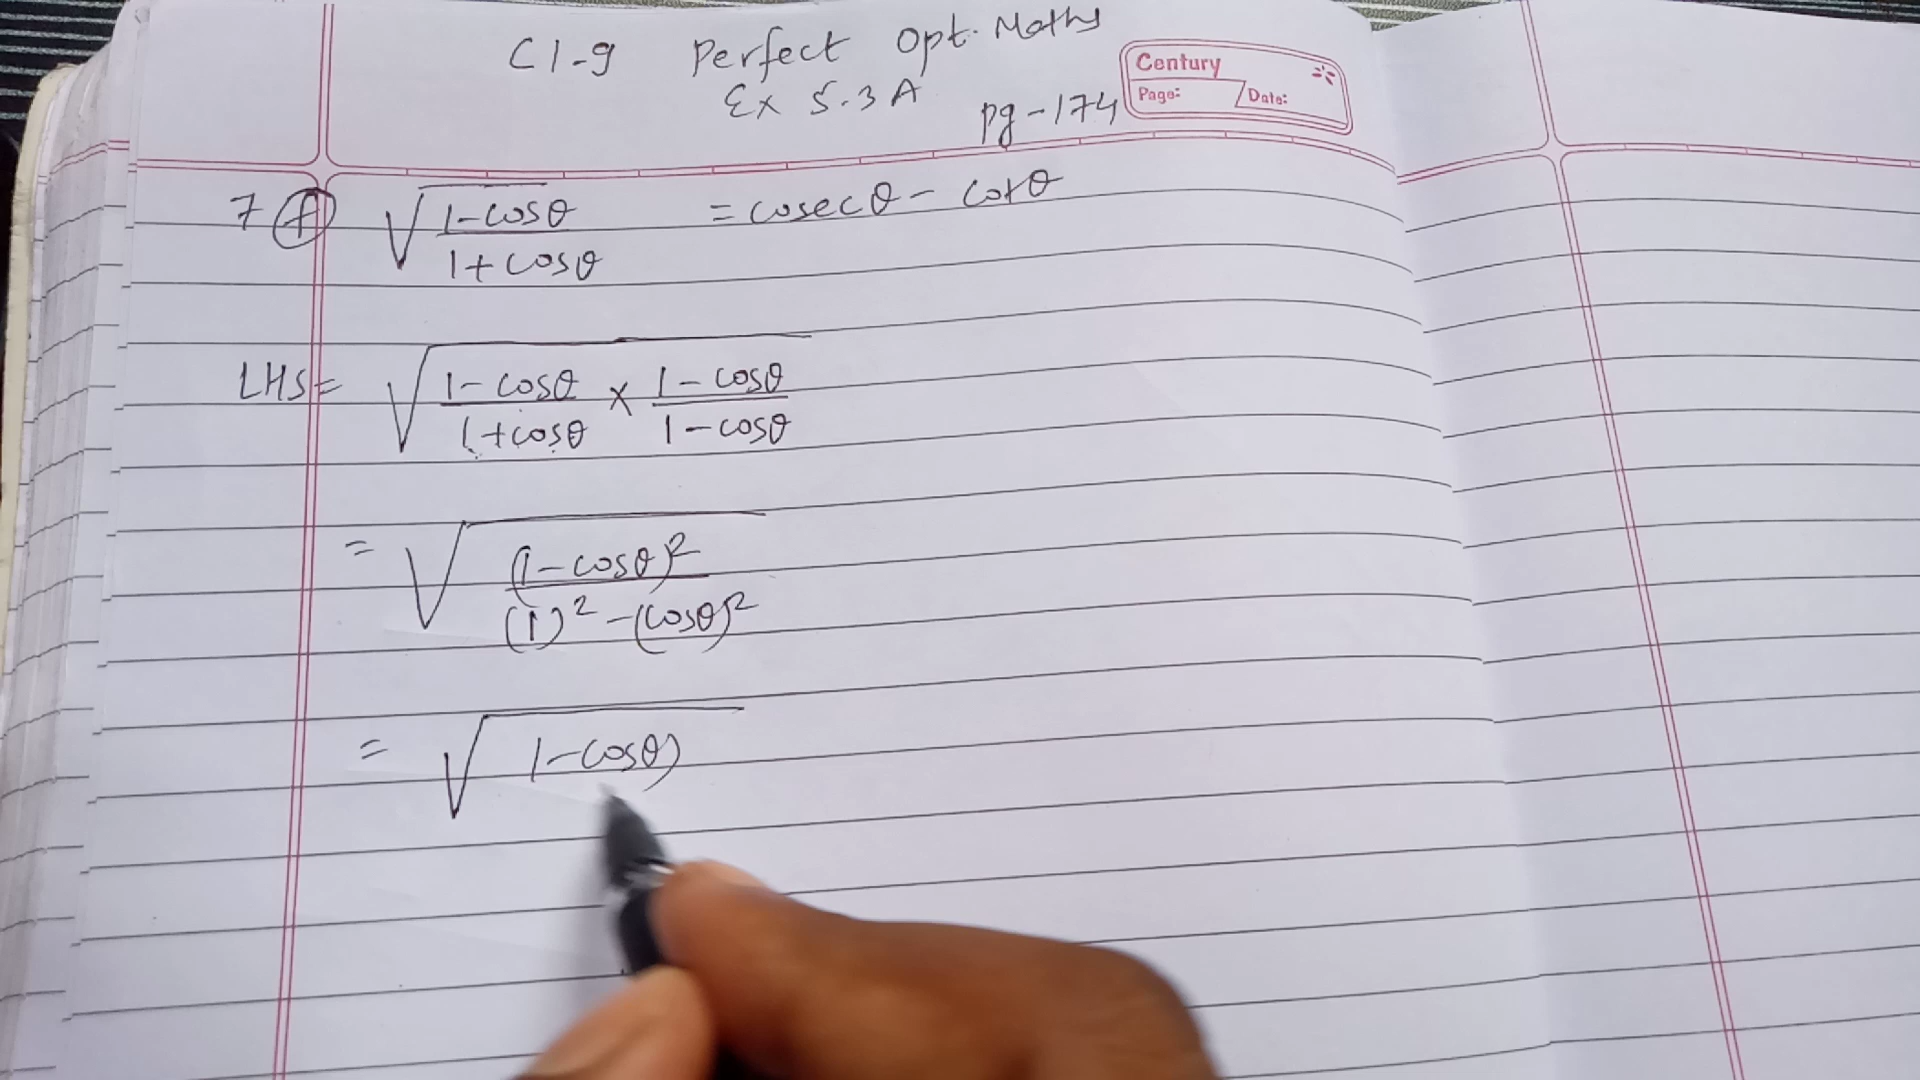 Cl-9 Perfect Opt. Maths
Ex 5.3 A
pg-174
Century
Page: Date:
7 (f) √((1-cosθ)/(1+cosθ)) = cosecθ - cotθ
LHS = √((1-cosθ)/(1+cosθ) × (1-cosθ)/(1-cosθ))
= √((1-cosθ)²/((1)²-(cosθ)²))
= √(1-cosθ)